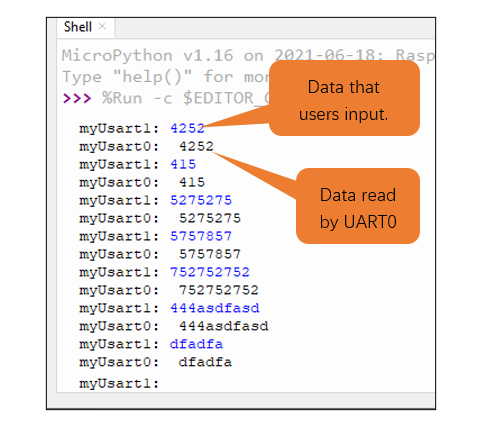 Shell ×
MicroPython v1.16 on 2021-06-18; Rasp
Type "help()" for mor
>>> %Run -c $EDITOR_C
Data that
users input.
myUsart1: 4252
myUsart0: 4252
myUsart1: 415
myUsart0: 415
myUsart1: 5275275
myUsart0: 5275275
myUsart1: 5757857
myUsart0: 5757857
myUsart1: 752752752
myUsart0: 752752752
myUsart1: 444asdfasd
myUsart0: 444asdfasd
myUsart1: dfadfa
myUsart0: dfadfa
myUsart1:
Data read
by UART0